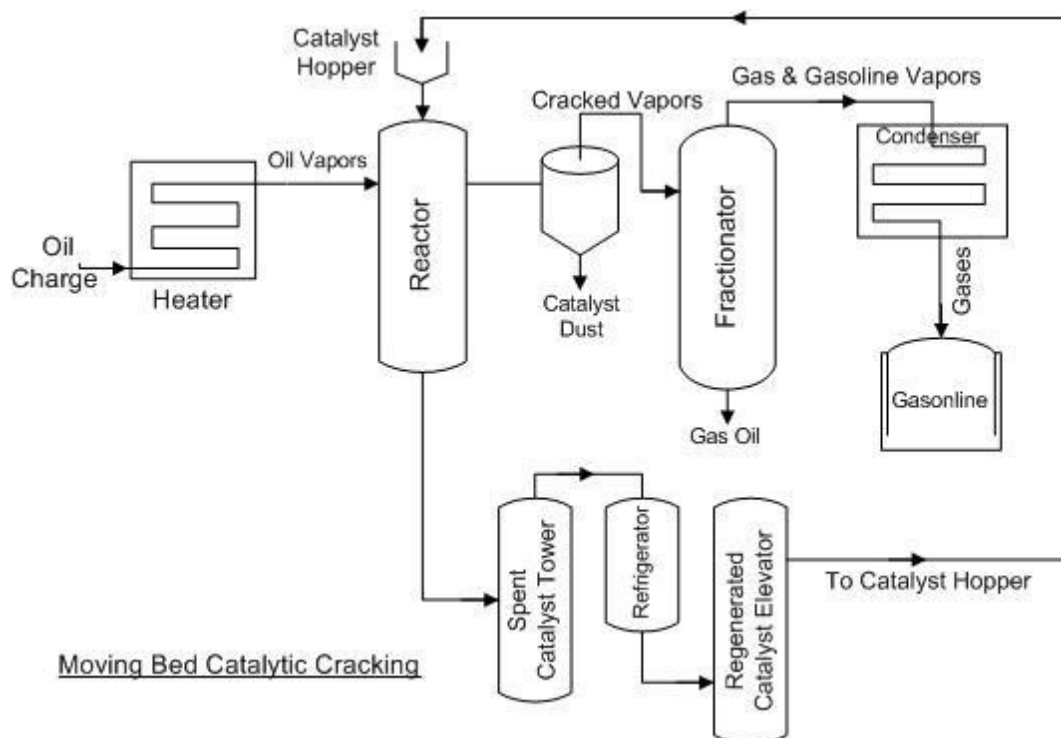 Catalyst
Hopper
Gas & Gasoline Vapors
Cracked Vapors
Condenser
Oil Vapors
Oil
Charge
Heater
Reactor
Catalyst
Dust
Fractionator
Gases
Gasonline
Gas Oil
Spent
Catalyst Tower
Refrigerator
Regenerated
Catalyst Elevator
To Catalyst Hopper
Moving Bed Catalytic Cracking